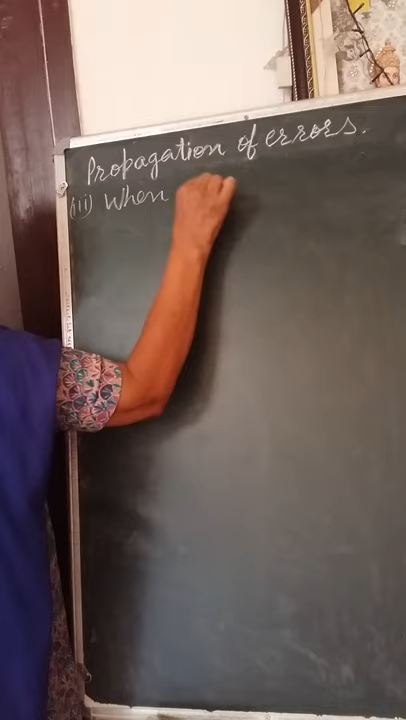 Propagation of errors.
(iii) When